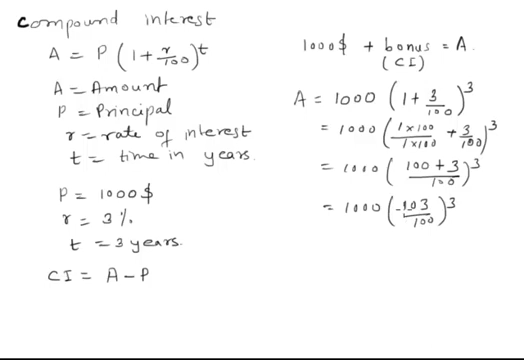 compound interest
A = P (1 + r/100)^t
A = Amount
P = Principal
r = rate of interest
t = time in years.
P = 1000 $
r = 3 %
t = 3 years.
CI = A - P
1000 $ + bonus = A.
(CI)
A = 1000 (1 + 3/100)^3
= 1000 (1×100/1×100 + 3/100)^3
= 1000 (100 + 3/100)^3
= 1000 (103/100)^3